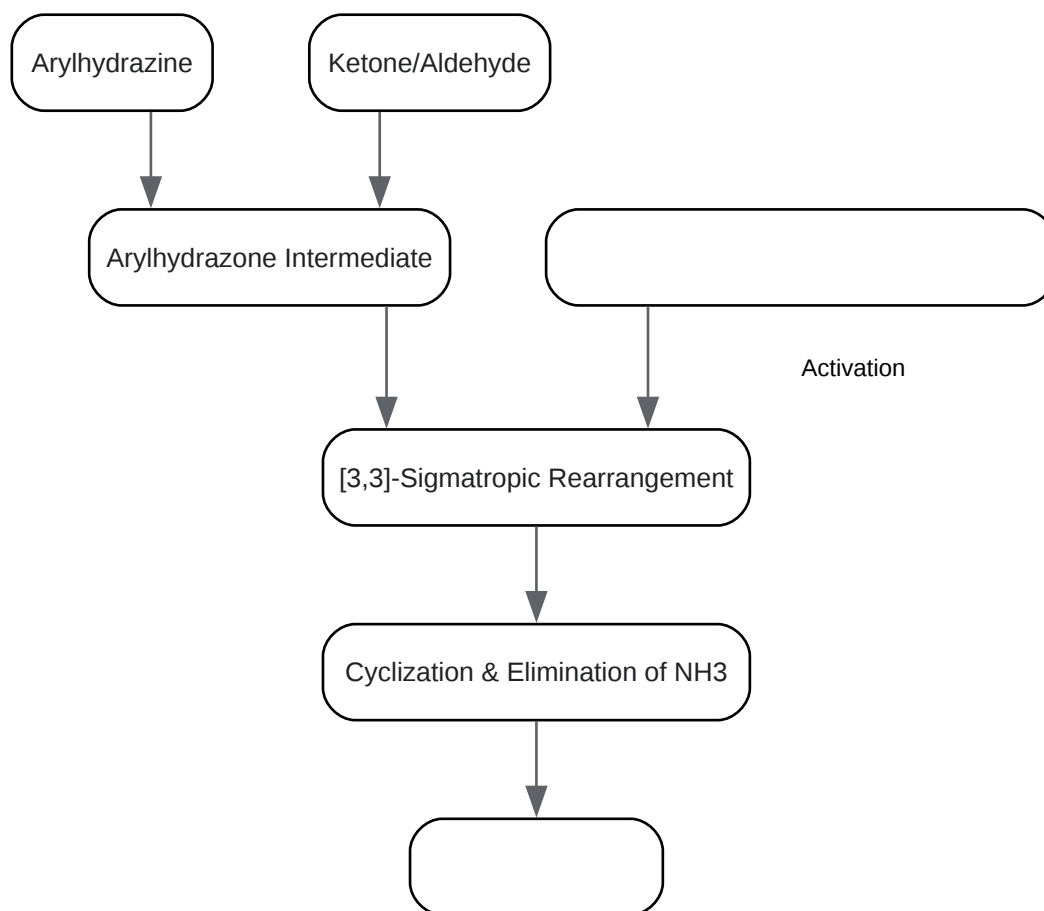 Arylhydrazine
Ketone/Aldehyde
Arylhydrazone Intermediate
Activation
[3,3]-Sigmatropic Rearrangement
Cyclization & Elimination of NH3